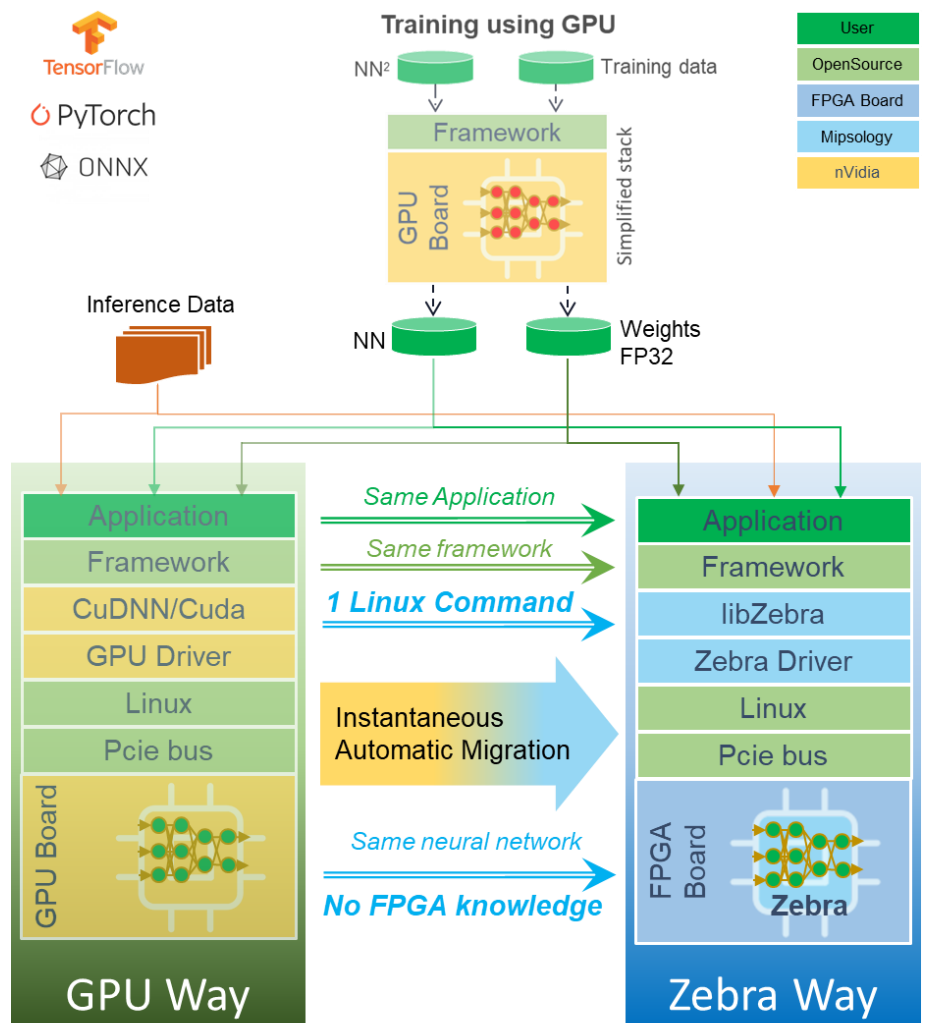 TensorFlow
PyTorch
ONNX
Training using GPU
NN²
Training data
Framework
GPU
Board
Simplified stack
User
OpenSource
FPGA Board
Mipsology
nVidia
Inference Data
NN
Weights
FP32
Application
Framework
CuDNN/Cuda
GPU Driver
Linux
Pcie bus
GPU Board
GPU Way
Same Application
Same framework
1 Linux Command
Instantaneous
Automatic Migration
Same neural network
No FPGA knowledge
Application
Framework
libZebra
Zebra Driver
Linux
Pcie bus
FPGA
Board
Zebra
Zebra Way